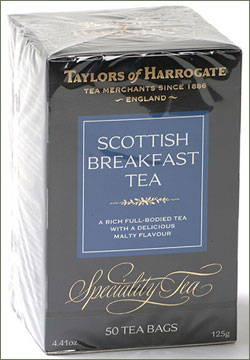 TAYLORS of HARROGATE
TEA MERCHANTS SINCE 1886
ENGLAND
SCOTTISH
BREAKFAST
TEA
A RICH FULL-BODIED TEA
WITH A DELICIOUS
MALTY FLAVOUR
Speciality Tea
50 TEA BAGS
4.41oz 125g